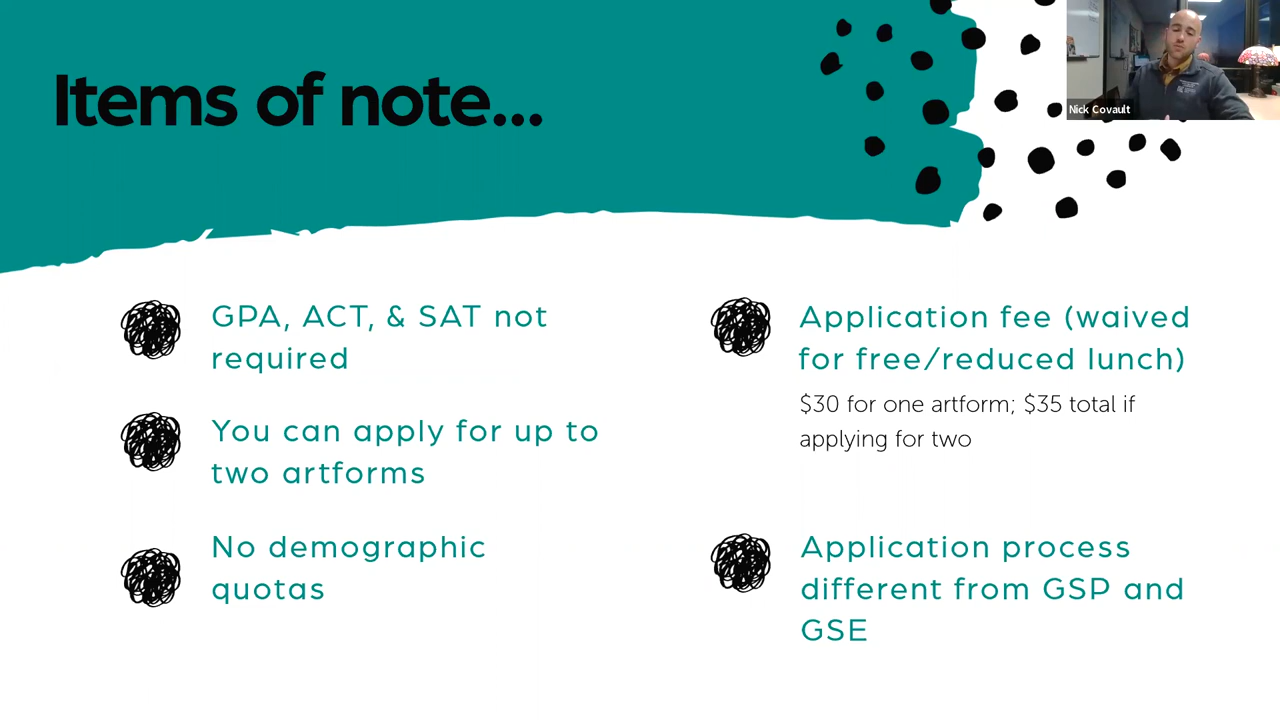 Items of note...
Nick Covault
GPA, ACT, & SAT not
required
You can apply for up to
two artforms
No demographic
quotas
Application fee (waived
for free/reduced lunch)
$30 for one artform; $35 total if
applying for two
Application process
different from GSP and
GSE